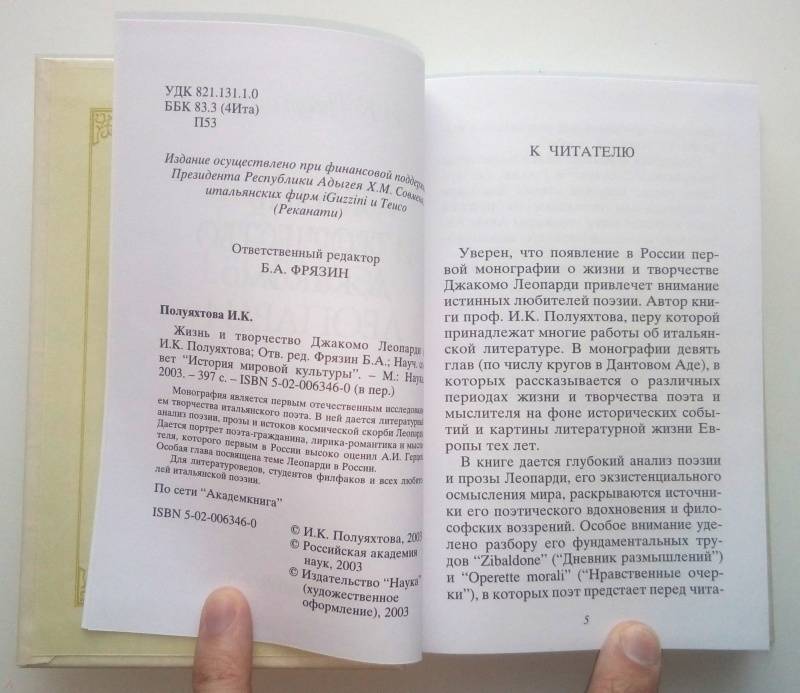 УДК 821.131.1.0
ББК 83.3 (4Ита)
П53
Издание осуществлено при финансовой
Президента Республики Адыгея Х.М.
итальянских фирм iGuzzini и Teuco
(Реканати)
Ответственный редактор
Б.А. ФРЯЗИН
Полуяхтова И.К.
Жизнь и творчество Джакомо Леопарди
И.К. Полуяхтова; Отв. ред. Фрязин Б.А.; Науч. со
вет “История мировой культуры”. – М.: Наука
2003. – 397 с. – ISBN 5-02-006346-0 (в пер.)
Монография является первым отечественным исследова
ем творчества итальянского поэта. В ней дается литературный
анализ поэзии, прозы и истоков космической скорби Леопарди
Дается портрет поэта-гражданина, лирика-романтика и мысли
теля, которого первым в России высоко оценил А.И. Герцен
Особая глава посвящена теме Леопарди в России.
Для литературоведов, студентов филфаков и всех любите
лей итальянской поэзии.
По сети “Академкнига”
ISBN 5-02-006346-0
© И.К. Полуяхтова, 2003
© Российская академия
наук, 2003
© Издательство “Наука”
(художественное
оформление), 2003
К ЧИТАТЕЛЮ
Уверен, что появление в России пер-
вой монографии о жизни и творчестве
Джакомо Леопарди привлечет внимание
истинных любителей поэзии. Автор кни-
ги проф. И.К. Полуяхтова, перу которой
принадлежат многие работы об итальян-
ской литературе. В монографии девять
глав (по числу кругов в Дантовом Аде), в
которых рассказывается о различных
периодах жизни и творчества поэта и
мыслителя на фоне исторических собы-
тий и картины литературной жизни Ев-
ропы тех лет.
В книге дается глубокий анализ поэзии
и прозы Леопарди, его экзистенциального
осмысления мира, раскрываются источни-
ки его поэтического вдохновения и фило-
софских воззрений. Особое внимание уде-
лено разбору его фундаментальных тру-
дов “Zibaldone” (“Дневник размышлений”)
и “Operette morali” (“Нравственные очер-
ки”), в которых поэт предстает перед чита-
5